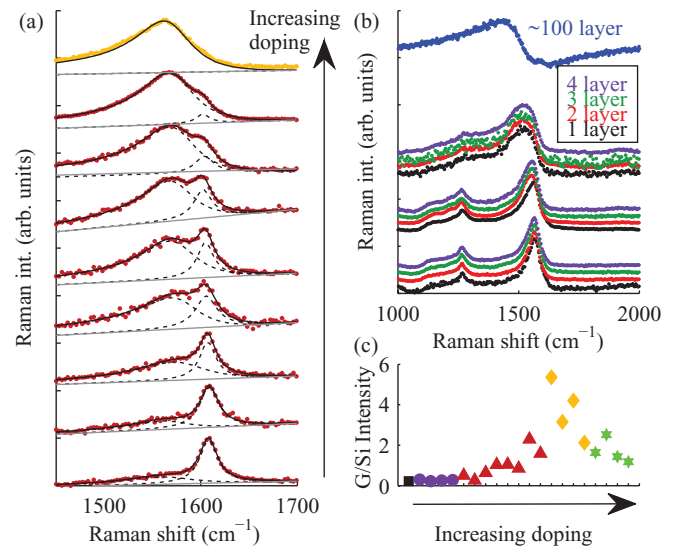 (a)
Increasing
doping
Raman int. (arb. units)
1500
1600
1700
Raman shift (cm⁻¹)
(b)
~100 layer
4 layer
3 layer
2 layer
1 layer
Raman int. (arb. units)
1000
1500
2000
Raman shift (cm⁻¹)
(c)
6
4
2
0
G/Si Intensity
Increasing doping